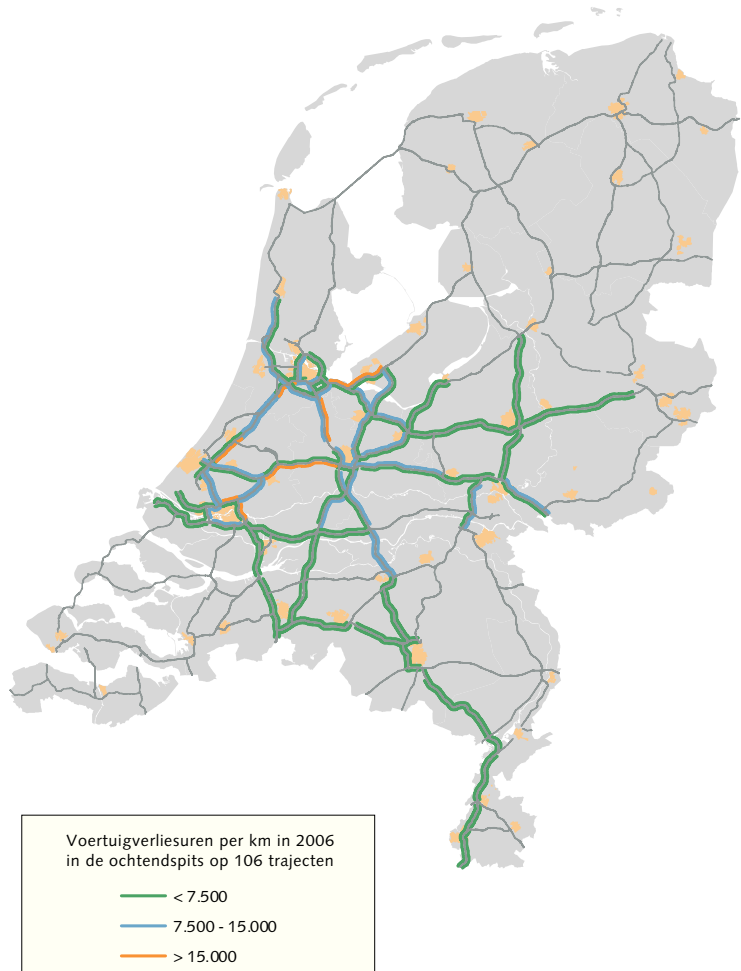 Voertuigverliesuren per km in 2006
in de ochtendspits op 106 trajecten
< 7.500
7.500 - 15.000
> 15.000